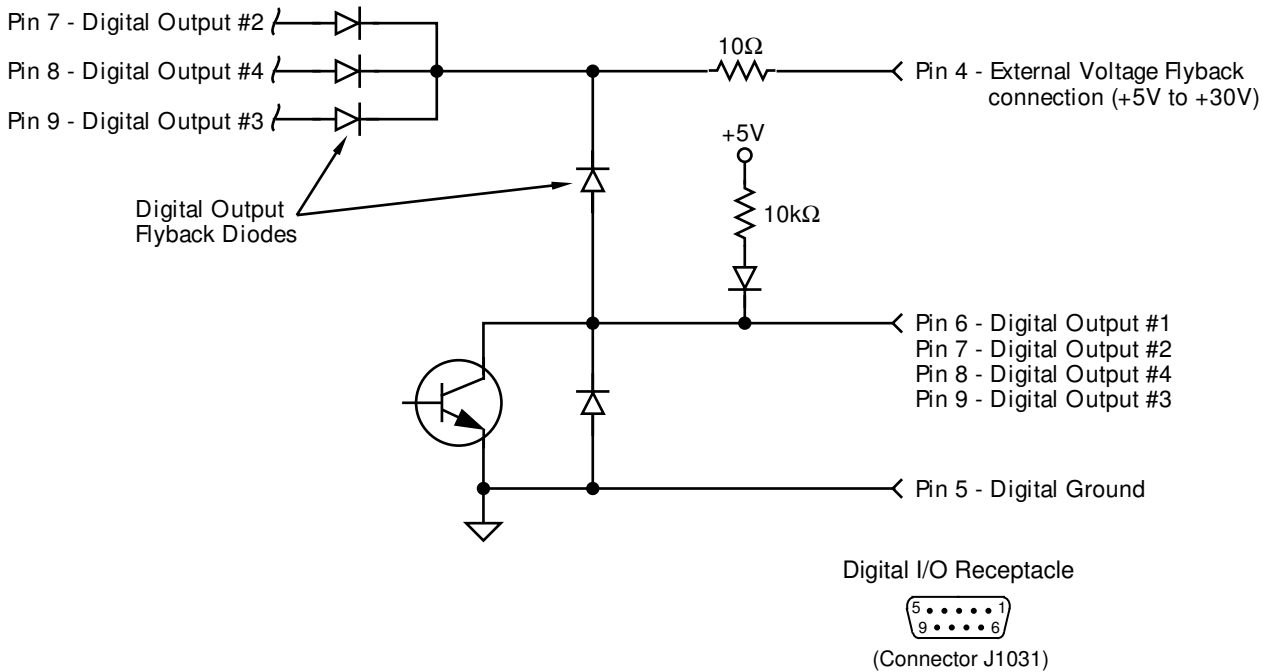 Pin 7 - Digital Output #2
Pin 8 - Digital Output #4
Pin 9 - Digital Output #3
10Ω
Pin 4 - External Voltage Flyback
connection (+5V to +30V)
+5V
10kΩ
Digital Output
Flyback Diodes
Pin 6 - Digital Output #1
Pin 7 - Digital Output #2
Pin 8 - Digital Output #4
Pin 9 - Digital Output #3
Pin 5 - Digital Ground
Digital I/O Receptacle
5 1
9 6
(Connector J1031)